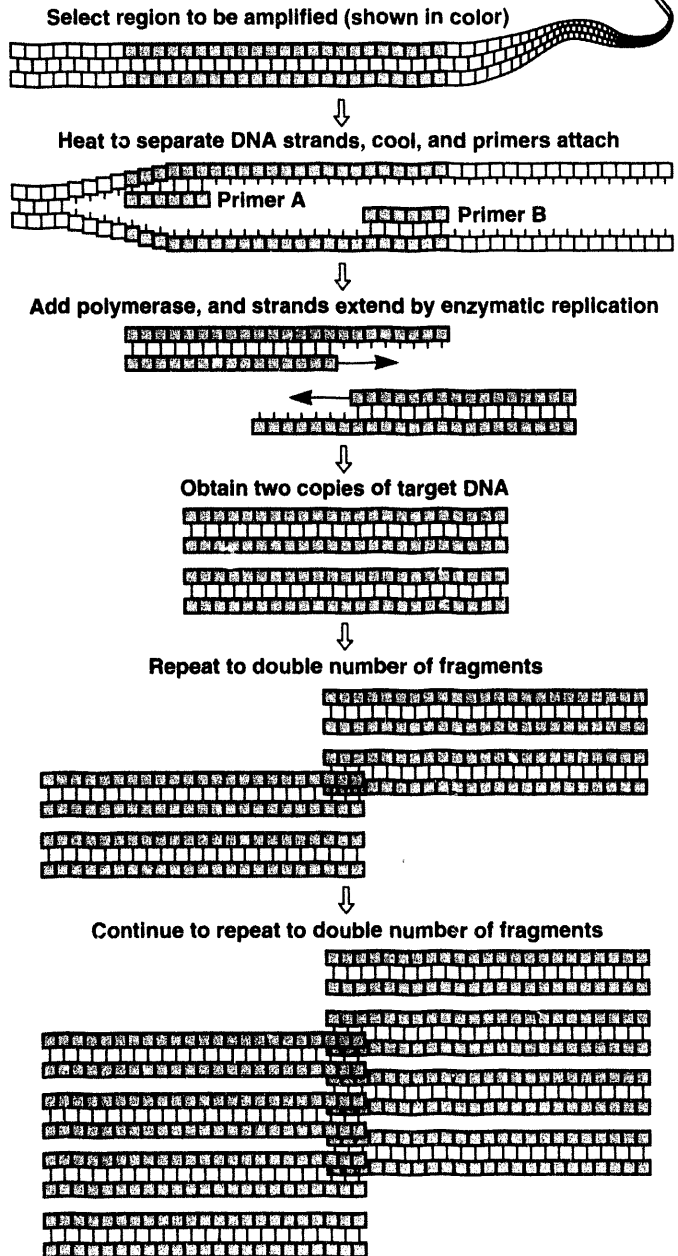 Select region to be amplified (shown in color)
Heat to separate DNA strands, cool, and primers attach
Primer A
Primer B
Add polymerase, and strands extend by enzymatic replication
Obtain two copies of target DNA
Repeat to double number of fragments
Continue to repeat to double number of fragments